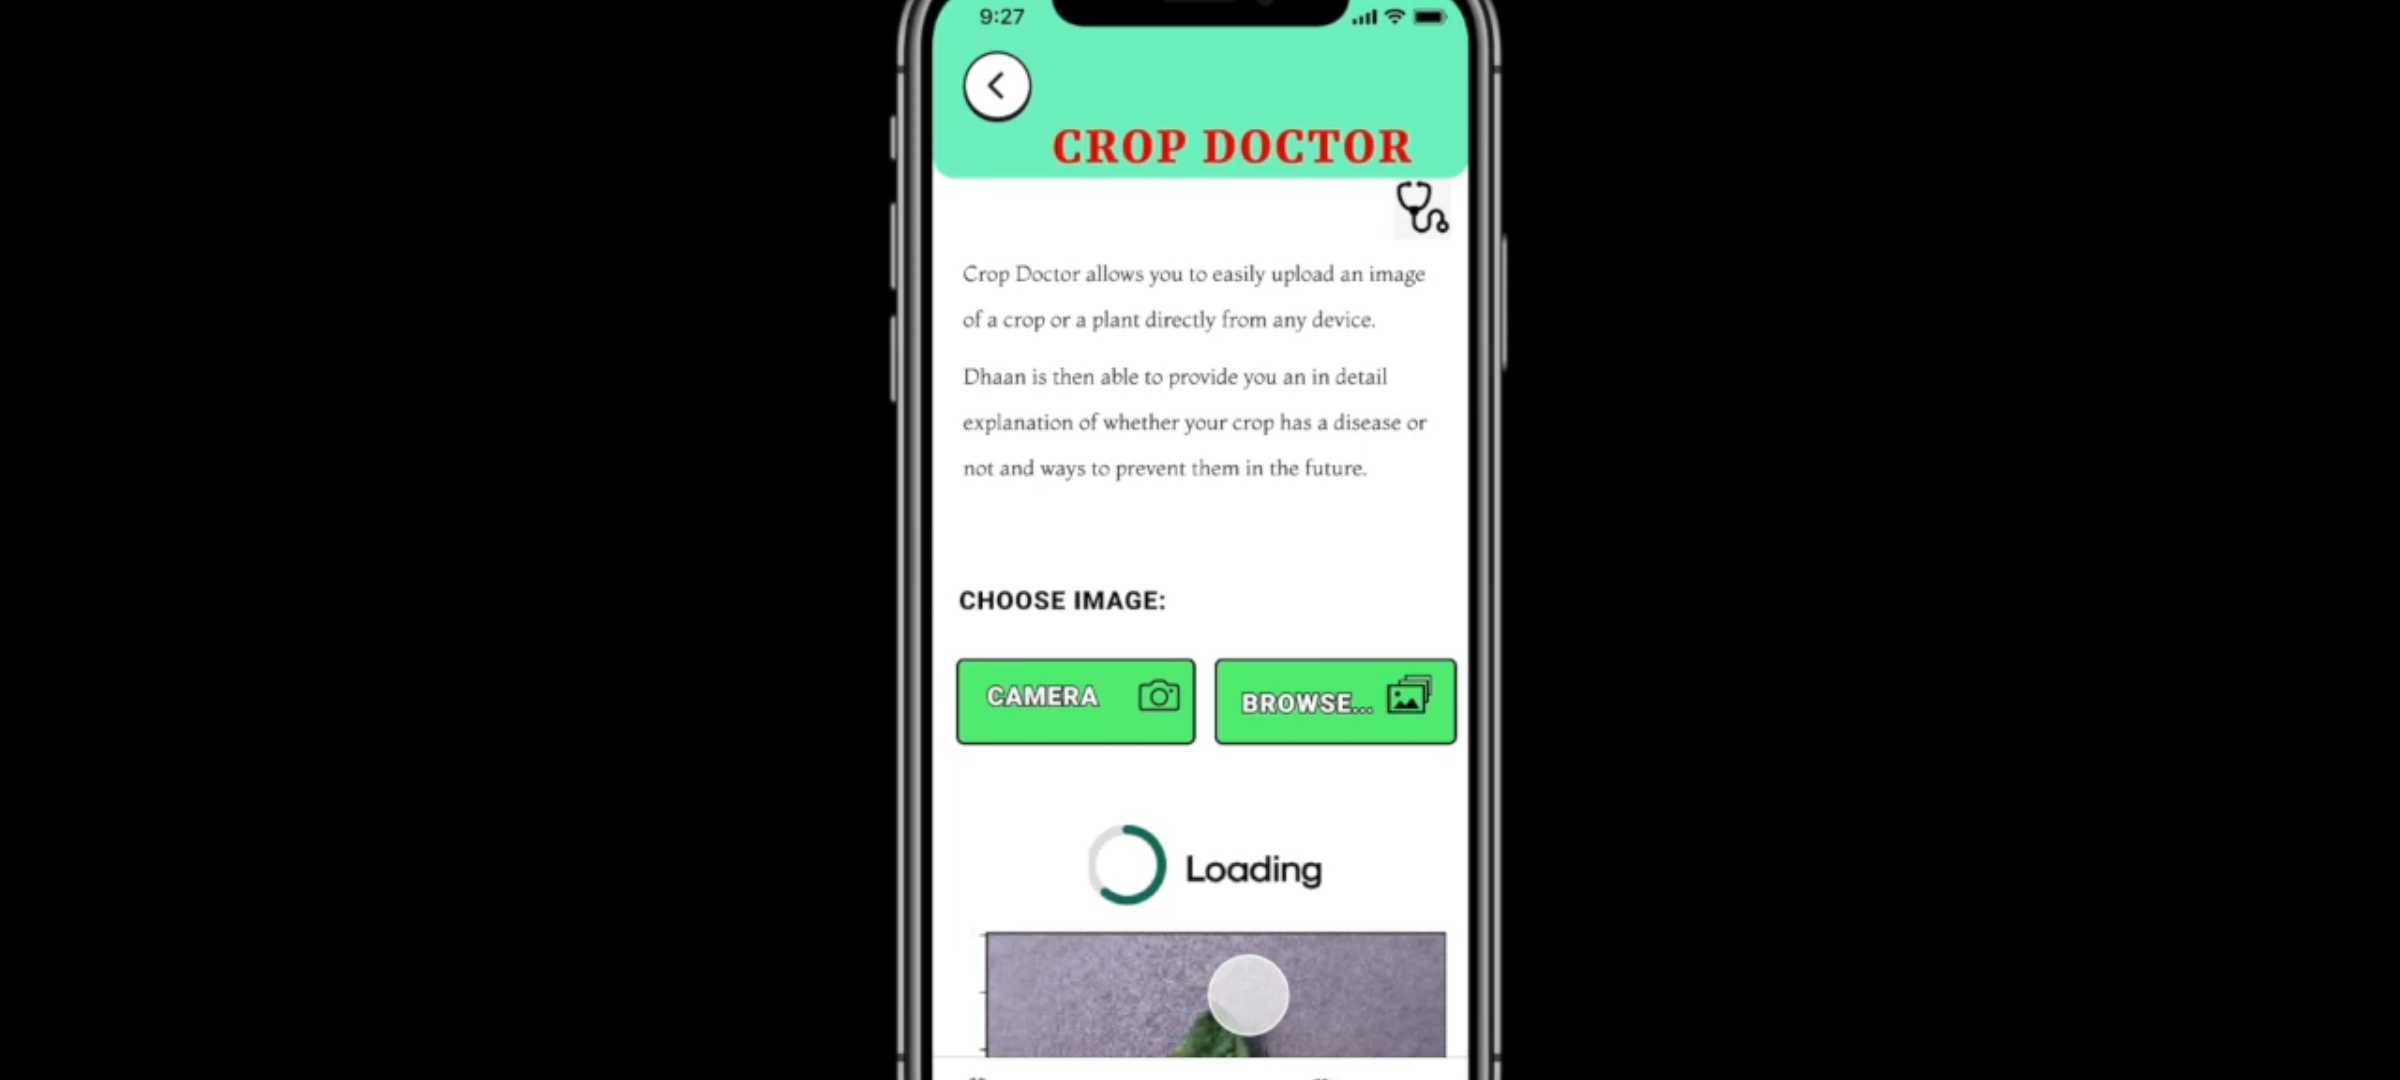 9:27
CROP DOCTOR
Crop Doctor allows you to easily upload an image
of a crop or a plant directly from any device.
Dhaan is then able to provide you an in detail
explanation of whether your crop has a disease or
not and ways to prevent them in the future.
CHOOSE IMAGE:
CAMERA
BROWSE...
Loading